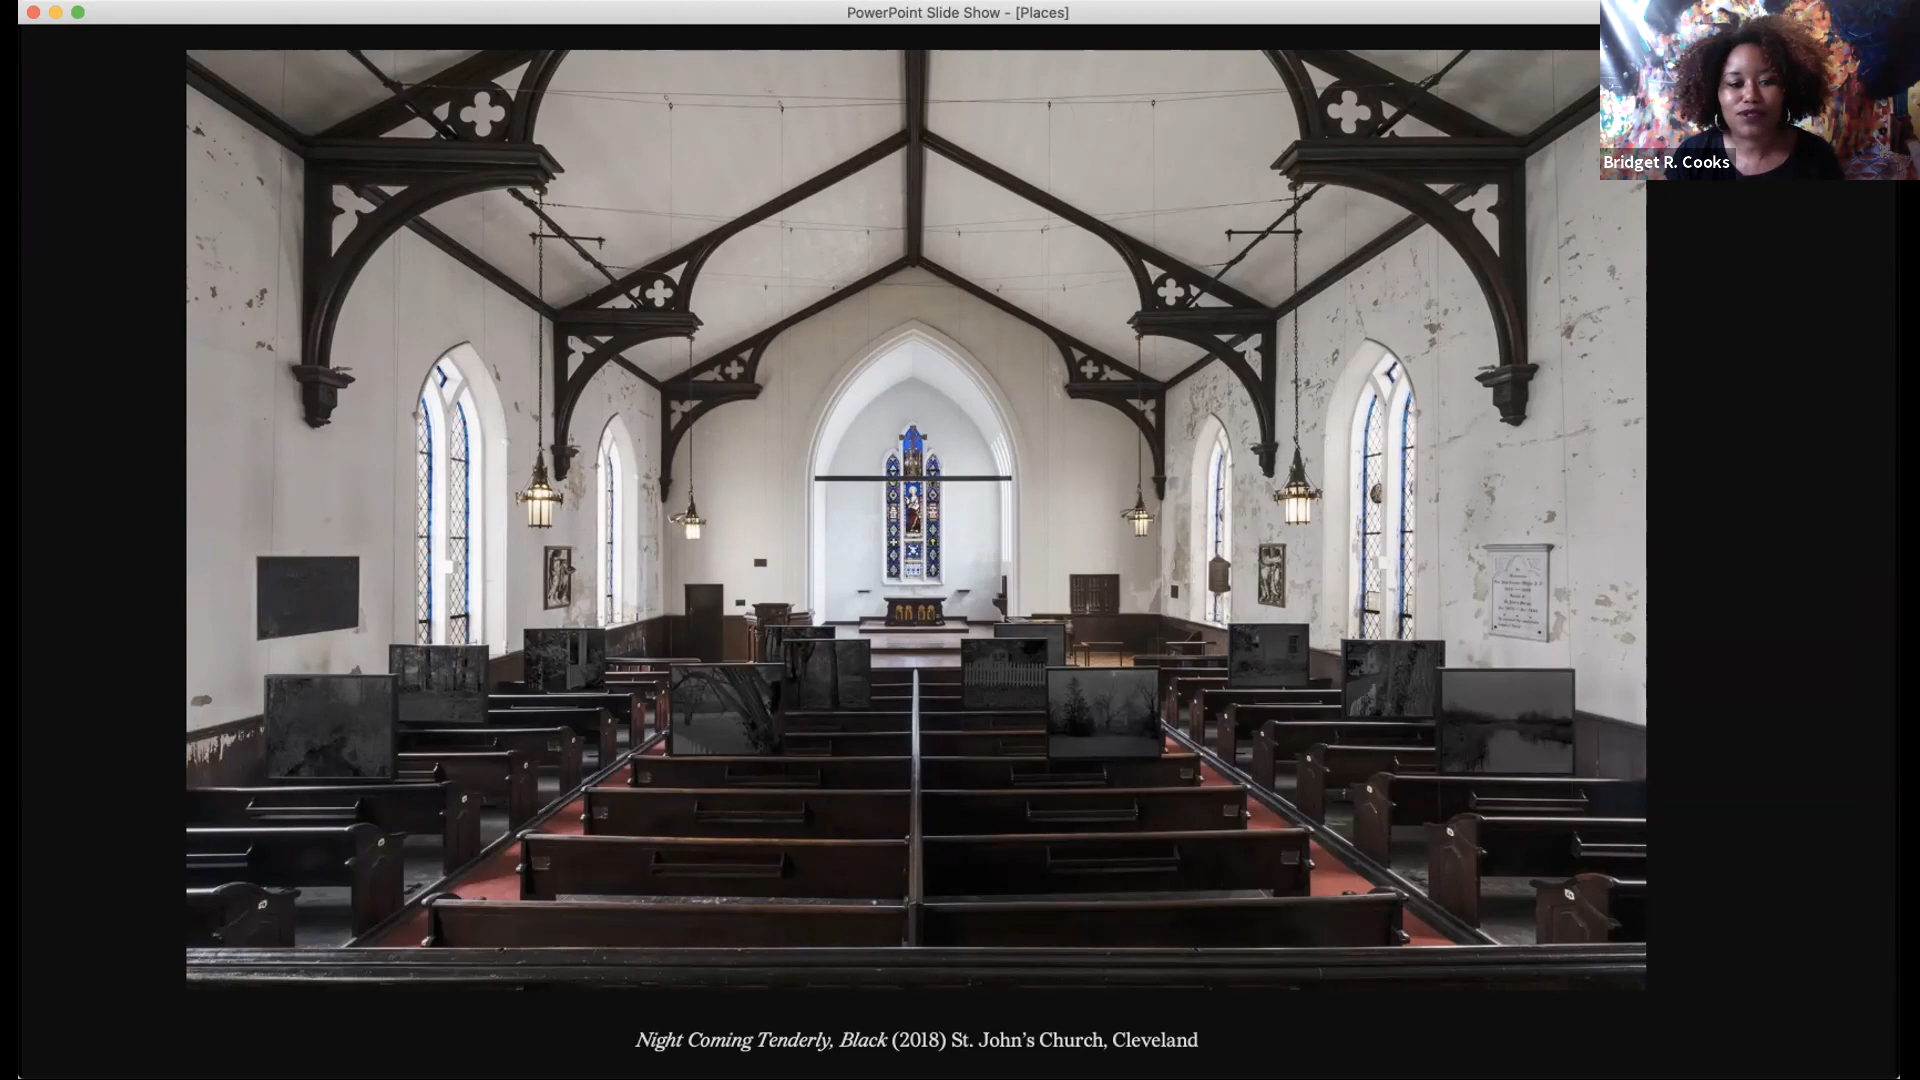 PowerPoint Slide Show - [Places]
Bridget R. Cooks
Night Coming Tenderly, Black (2018) St. John’s Church, Cleveland